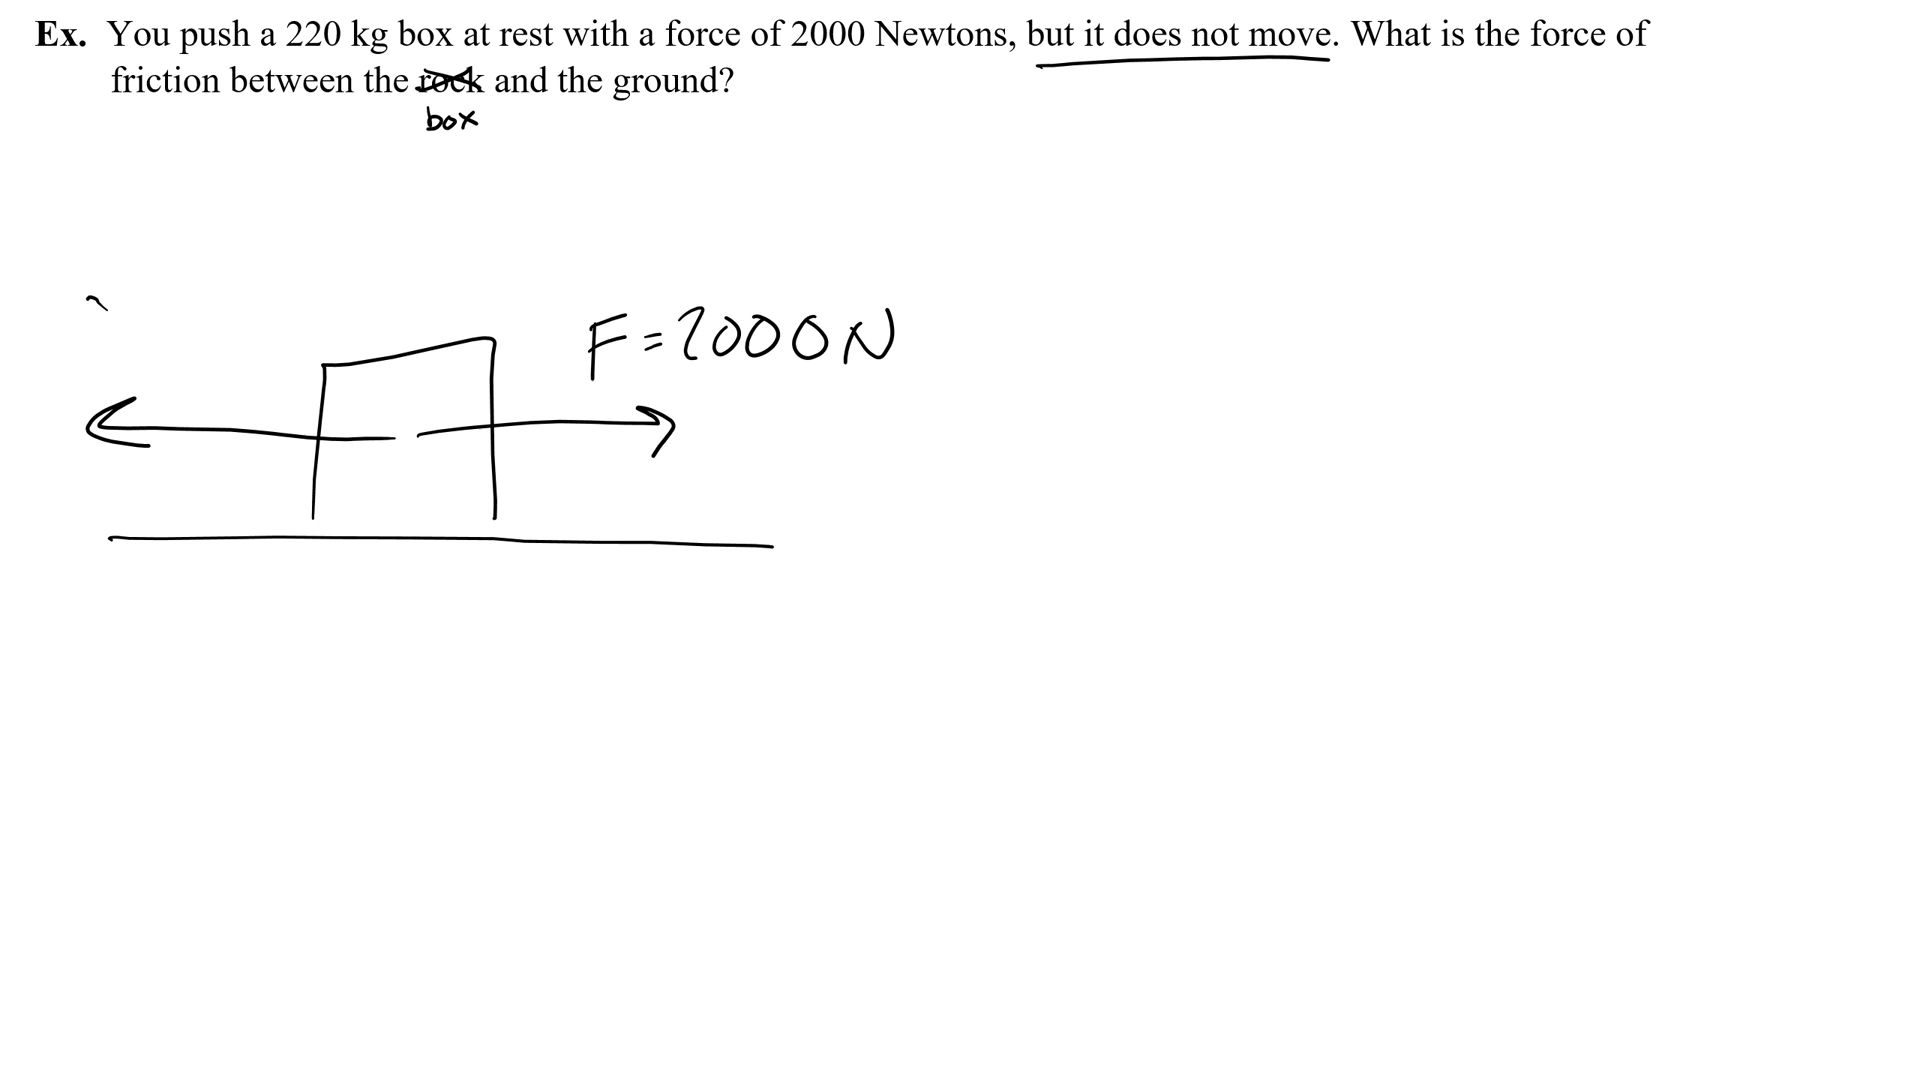 Ex. You push a 220 kg box at rest with a force of 2000 Newtons, but it does not move. What is the force of
friction between the rock and the ground?
box
F=2000N